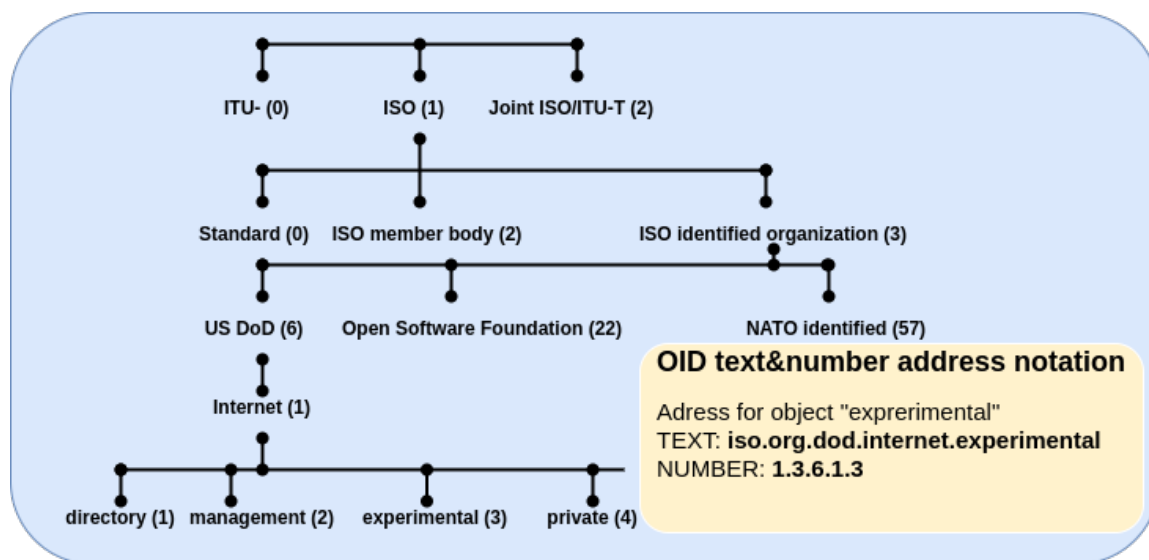 ITU- (0) ISO (1) Joint ISO/ITU-T (2)
Standard (0) ISO member body (2) ISO identified organization (3)
US DoD (6) Open Software Foundation (22) NATO identified (57)
Internet (1)
directory (1) management (2) experimental (3) private (4)
OID text&number address notation
Adress for object "exprerimental"
TEXT: iso.org.dod.internet.experimental
NUMBER: 1.3.6.1.3